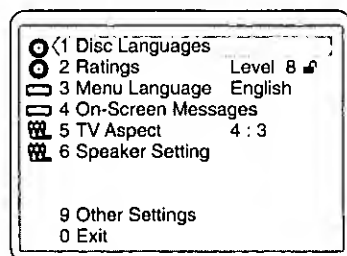 1 Disc Languages
2 Ratings Level 8
3 Menu Language English
4 On-Screen Messages
5 TV Aspect 4 : 3
6 Speaker Setting
9 Other Settings
0 Exit